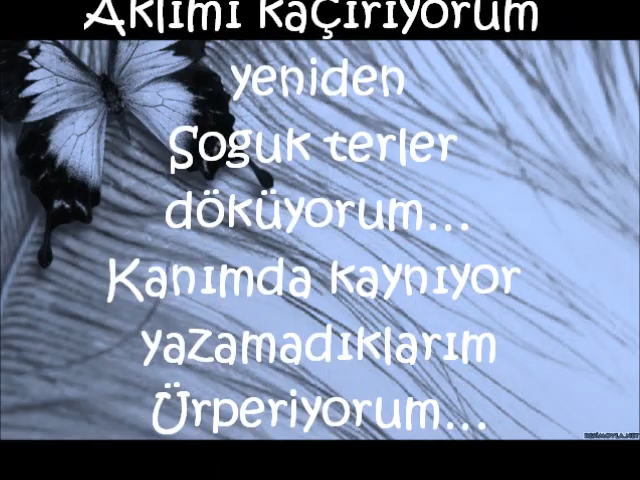 Aklımı kaçırıyorum
yeniden
Soguk terler
döküyorum...
Kanımda kaynıyor
yazamadıklarım
Ürperiyorum...